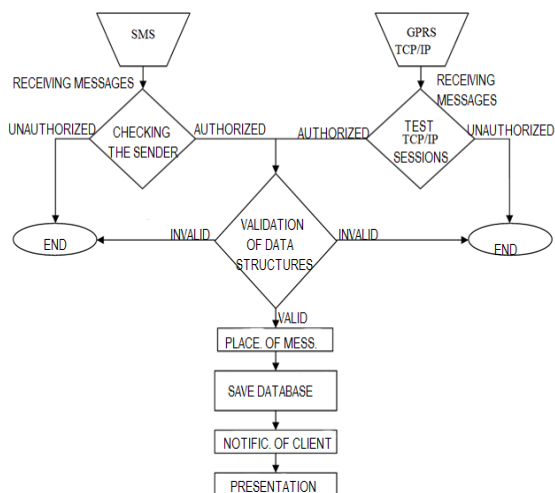 SMS
GPRS
TCP/IP
RECEIVING MESSAGES
RECEIVING
MESSAGES
UNAUTHORIZED
CHECKING
THE SENDER
AUTHORIZED
AUTHORIZED
TEST
TCP/IP
SESSIONS
UNAUTHORIZED
END
INVALID
VALIDATION
OF DATA
STRUCTURES
INVALID
END
VALID
PLACE. OF MESS.
SAVE DATABASE
NOTIFIC. OF CLIENT
PRESENTATION